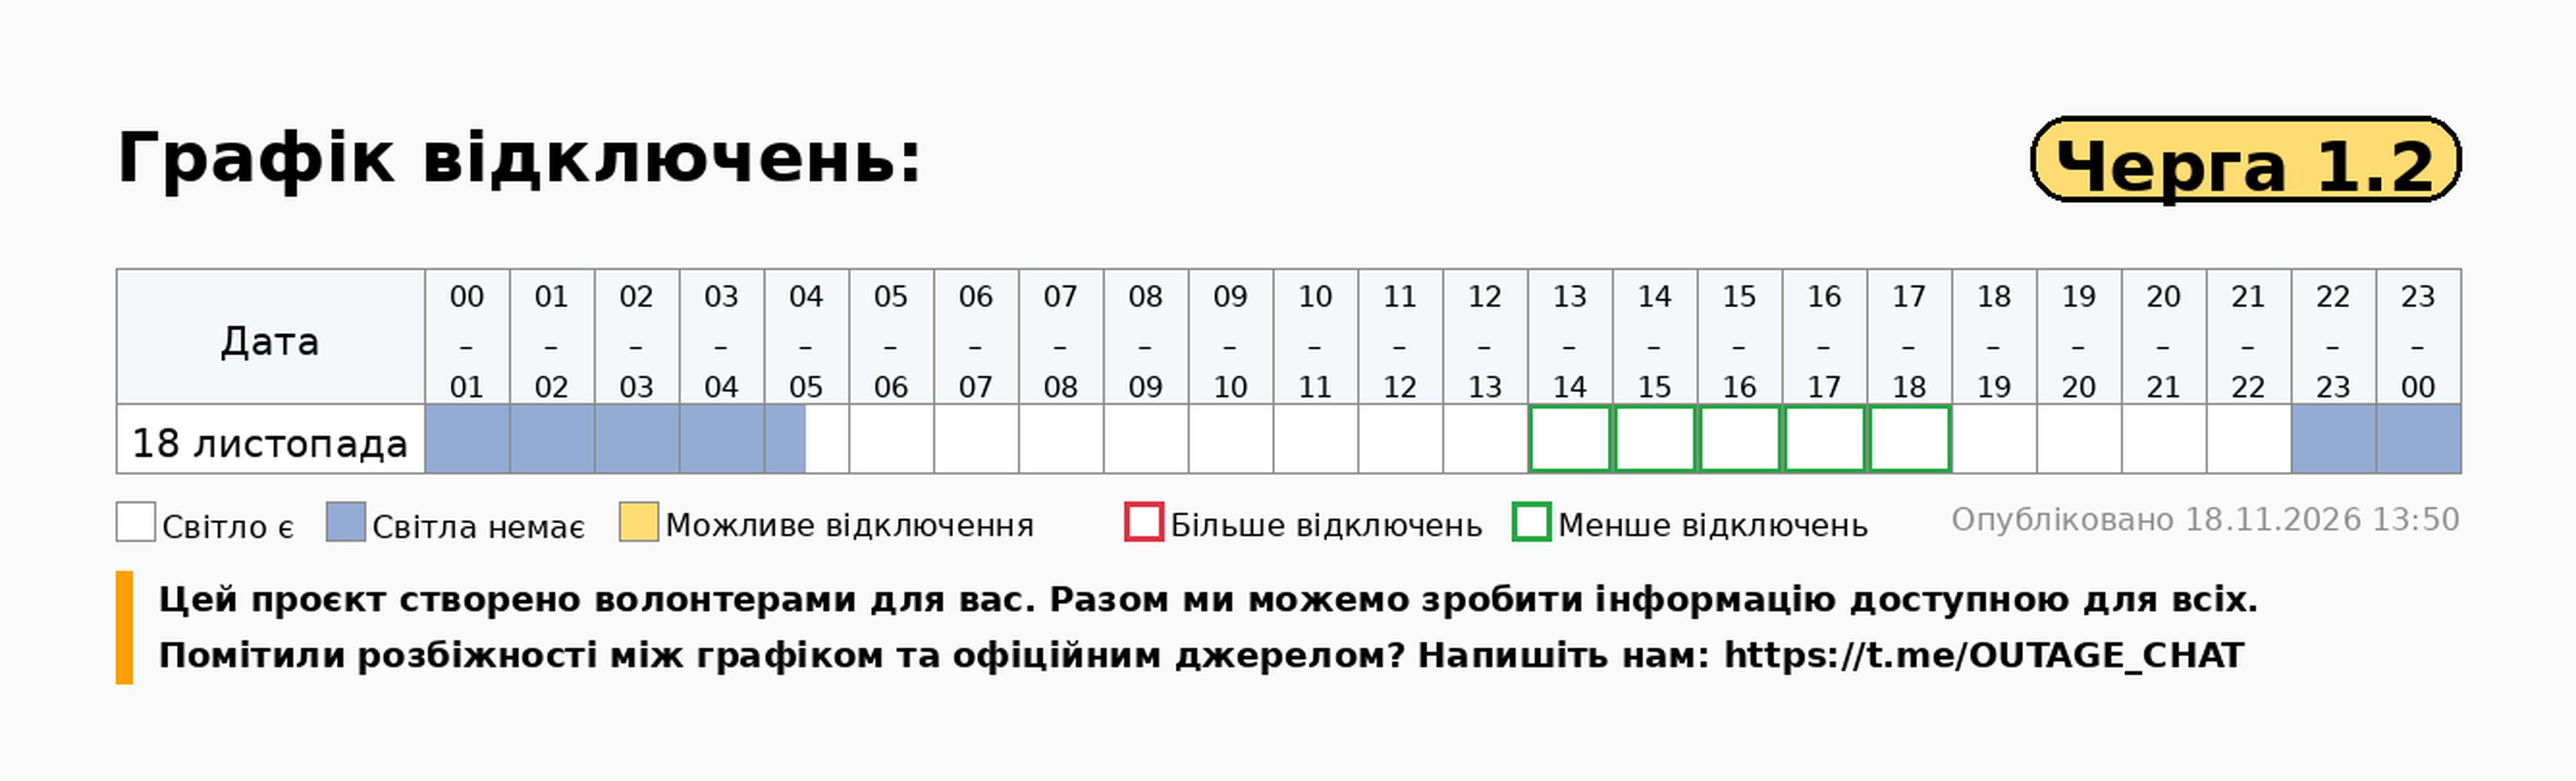 Графік відключень:
Черга 1.2
Дата 00 – 01 01 – 02 02 – 03 03 – 04 04 – 05 05 – 06 06 – 07 07 – 08 08 – 09 09 – 10 10 – 11 11 – 12 12 – 13 13 – 14 14 – 15 15 – 16 16 – 17 17 – 18 18 – 19 19 – 20 20 – 21 21 – 22 22 – 23 23 – 00
18 листопада
Світло є Світла немає Можливе відключення Більше відключень Менше відключень Опубліковано 18.11.2026 13:50
Цей проєкт створено волонтерами для вас. Разом ми можемо зробити інформацію доступною для всіх.
Помітили розбіжності між графіком та офіційним джерелом? Напишіть нам: https://t.me/OUTAGE_CHAT